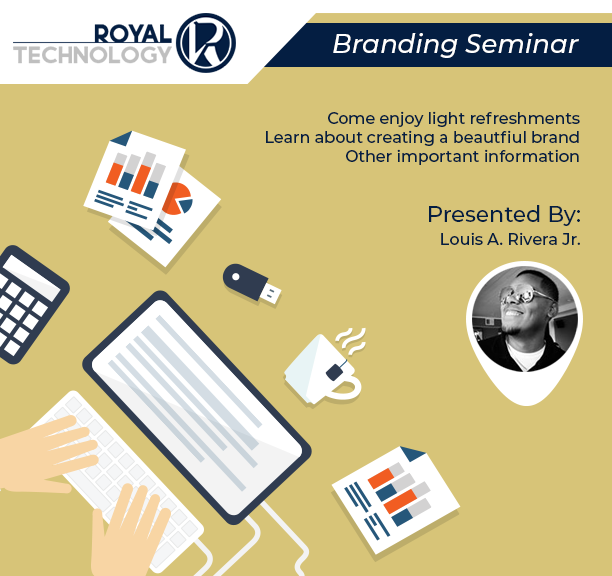 ROYAL
TECHNOLOGY
Branding Seminar
Come enjoy light refreshments
Learn about creating a beautfiul brand
Other important information
Presented By:
Louis A. Rivera Jr.